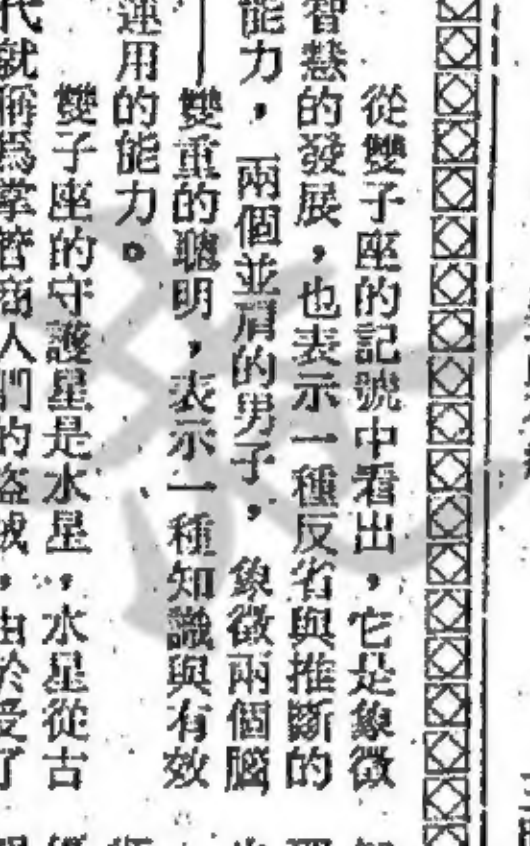 從雙子座的記號中看出，它是象徵
智慧的發展，也表示一種反省與推斷的
能力，兩個並肩的男子，象徵兩個腦
——雙重的聰明，表示一種知識與有效
運用的能力。
雙子座的守護星是水星，水星從古
代就稱爲掌管商人們的盜賊，由於受了